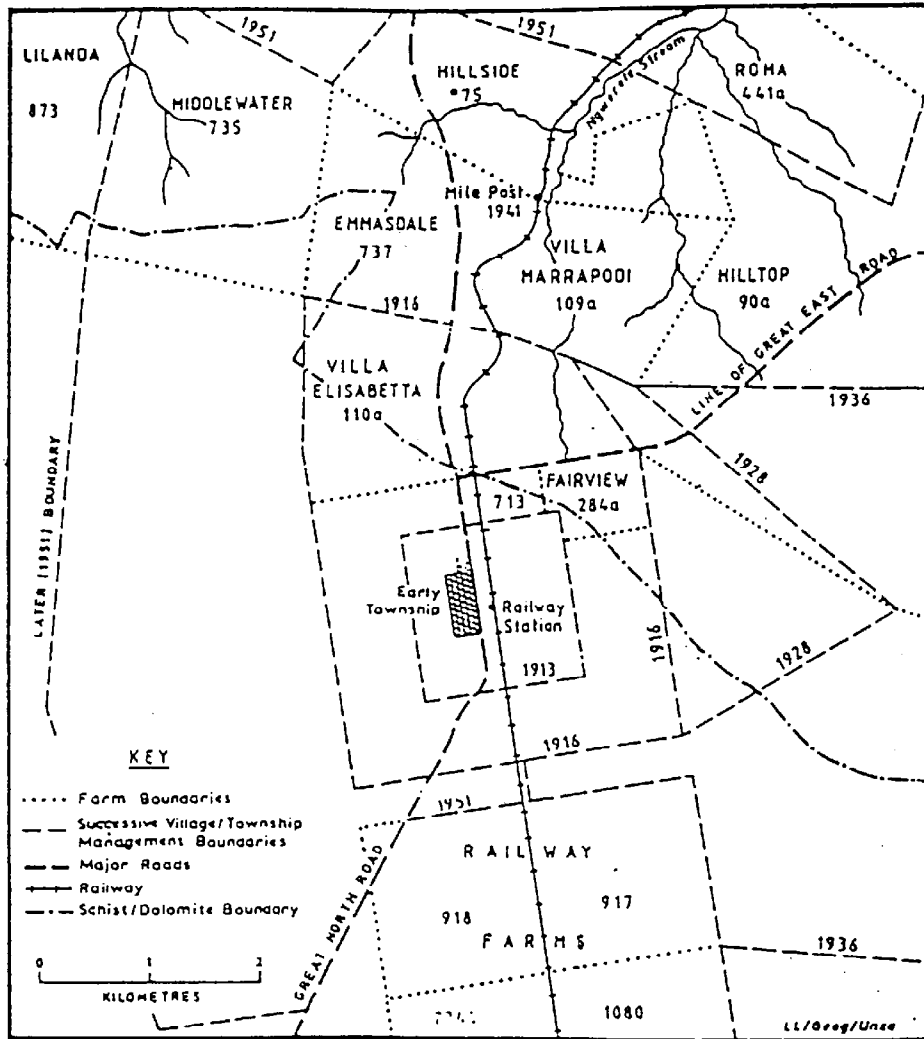 1951
1951
LILANDA
873
MIDDLEWATER
735
HILLSIDE
75
Ngwerere Stream
ROMA
441a
Mile Post
1941
EMMASDALE
737
VILLA
MARRAPODI
109a
HILLTOP
90a
LINE OF GREAT EAST ROAD
1916
VILLA
ELISABETTA
110a
1936
1928
FAIRVIEW
284a
713
LATER (1951) BOUNDARY
Early
Township
Railway
Station
1916
1913
1928
1916
KEY
Farm Boundaries
Successive Village/Township
Management Boundaries
Major Roads
Railway
Schist/Dolomite Boundary
0 1 2
KILOMETRES
GREAT NORTH ROAD
1951
RAILWAY
918 917
FARMS
1936
1080
LL/Geog/Unza